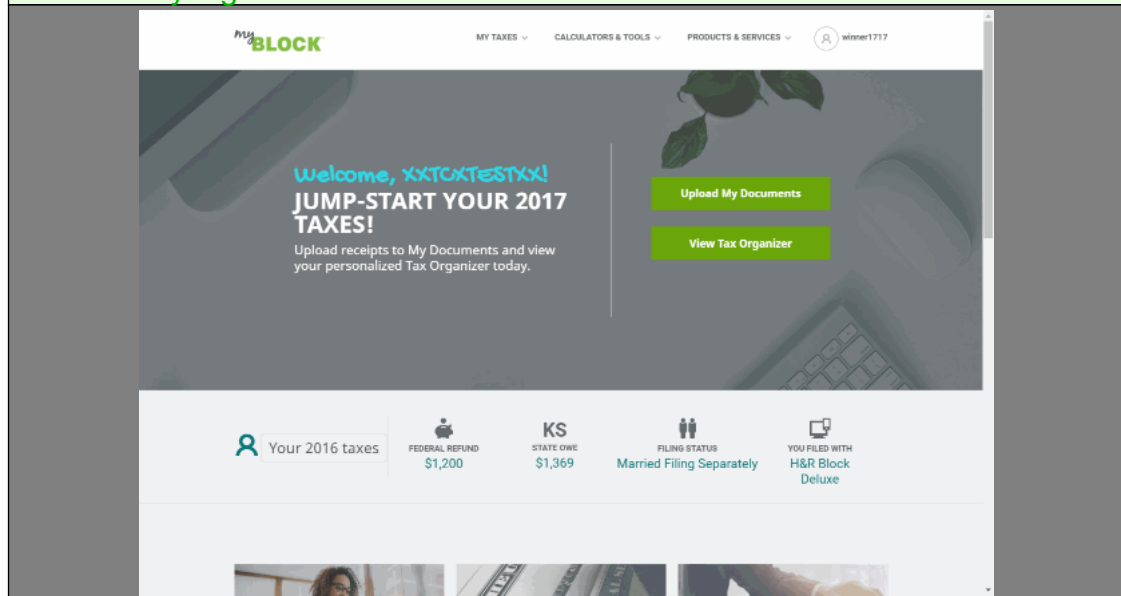 my BLOCK
MY TAXES CALCULATORS & TOOLS PRODUCTS & SERVICES winner1717
Welcome, XXTCXTESTXX!
JUMP-START YOUR 2017
TAXES!
Upload receipts to My Documents and view
your personalized Tax Organizer today.
Upload My Documents
View Tax Organizer
Your 2016 taxes
FEDERAL REFUND
$1,200
KS
STATE OWE
$1,369
FILING STATUS
Married Filing Separately
YOU FILED WITH
H&R Block
Deluxe